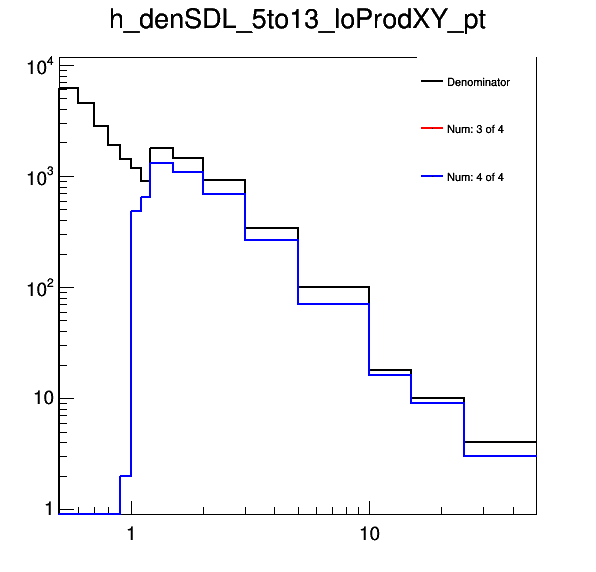 h_denSDL_5to13_loProdXY_pt
10^4
Denominator
Num: 3 of 4
10^3
Num: 4 of 4
10^2
10
1
1
10